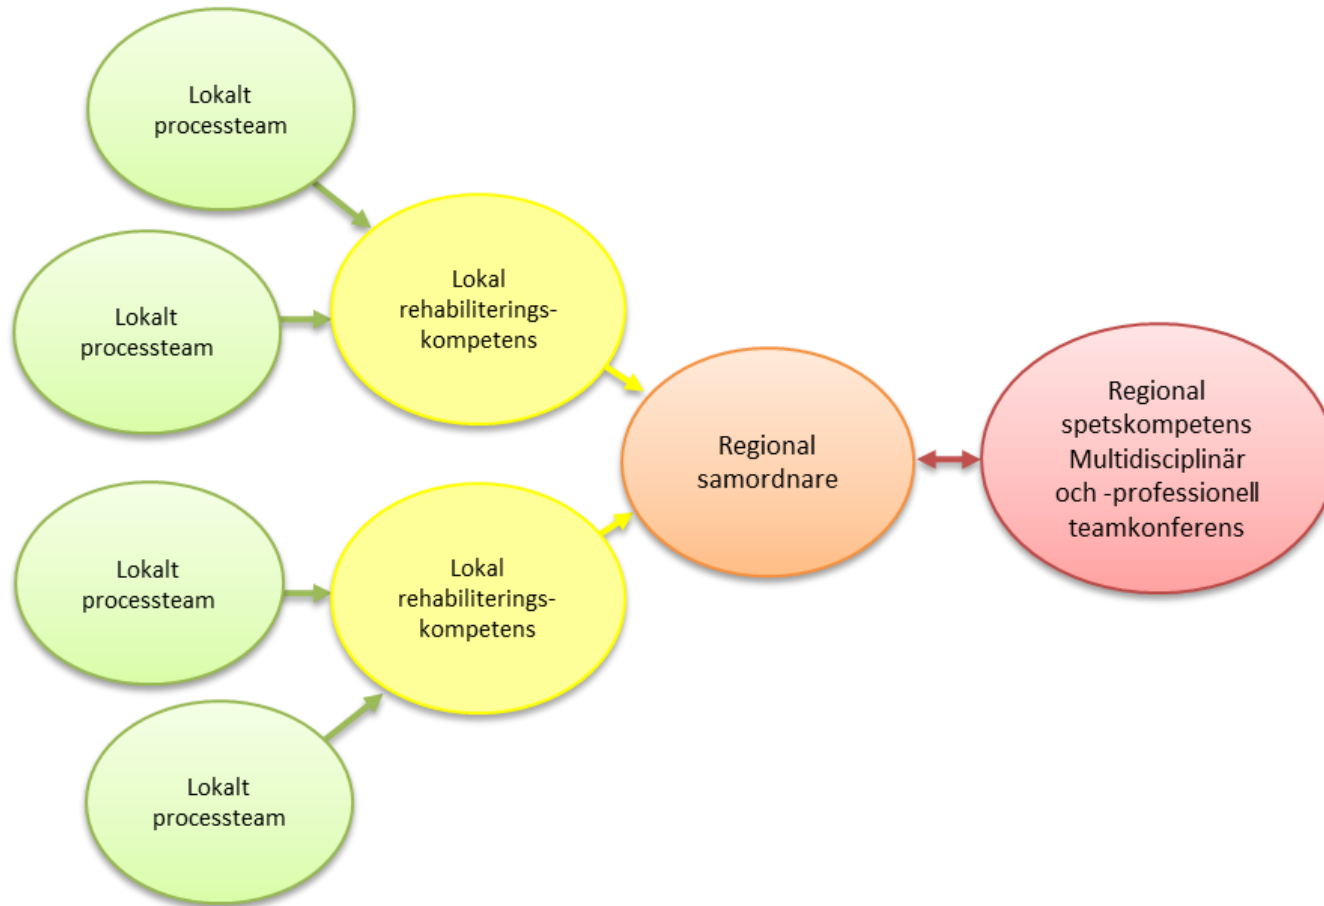 Lokalt
processteam
Lokal
rehabiliterings-
kompetens
Lokalt
processteam
Regional
samordnare
Regional
spetskompetens
Multidisciplinär
och -professionell
teamkonferens
Lokalt
processteam
Lokal
rehabiliterings-
kompetens
Lokalt
processteam